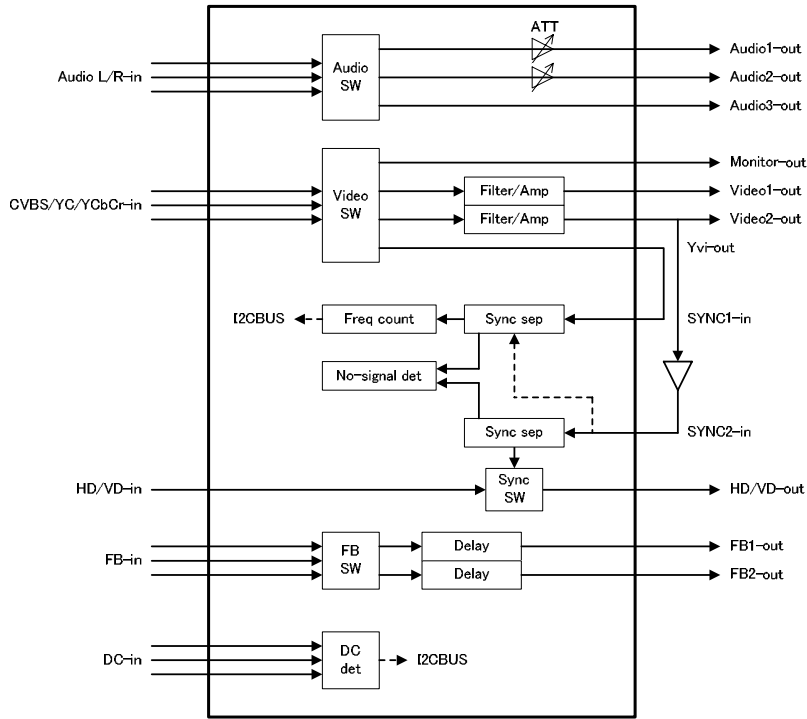 ATT
Audio L/R-in
Audio
SW
Audio1-out
Audio2-out
Audio3-out
CVBS/YC/YCbCr-in
Video
SW
Filter/Amp
Filter/Amp
Monitor-out
Video1-out
Video2-out
Yvi-out
I2CBUS
Freq count
Sync sep
SYNC1-in
No-signal det
Sync sep
SYNC2-in
HD/VD-in
Sync
SW
HD/VD-out
FB-in
FB
SW
Delay
Delay
FB1-out
FB2-out
DC-in
DC
det
I2CBUS